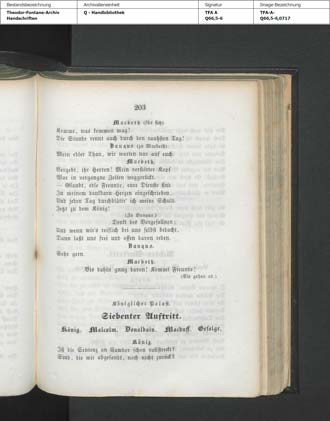 Bestandsbezeichnung Archivalieneinheit Signatur Image-Bezeichnung
Theodor-Fontane-Archiv Q - Handbibliothek TFA A TFA-A-
Handschriften Q66,5-6 Q66,5-6,0717
203
Macbeth (für sich).
Komme, was kommen mag!
Die Stunde rennt auch durch den rauhsten Tag!
Banquo (zu Macbeth).
Mein edler Than, wir warten nur auf euch.
Macbeth.
Vergebt, ihr Herren! Mein verstörter Kopf
War in vergangne Zeiten weggerückt.
— Glaubt, edle Freunde, eure Dienste sind
In meinem dankbaren Herzen eingeschrieben,
Und jeden Tag durchblättr' ich meine Schuld.
Jetzt zu dem König!
(Zu Banquo.)
Denkt des Vorgefallnen;
Und wenn wir's reiflich bei uns selbst bedacht,
Dann laßt uns frei und offen davon reden.
Banquo.
Sehr gern.
Macbeth.
Bis dahin gnug davon! Kommt Freunde!
(Sie gehen ab.)
Königlicher Palast.
Siebenter Auftritt.
König. Malcolm. Donalbain. Macduff. Gefolge.
König.
Ist die Sentenz an Cawdor schon vollstreckt?
Sind, die wir abgesandt, noch nicht zurück?